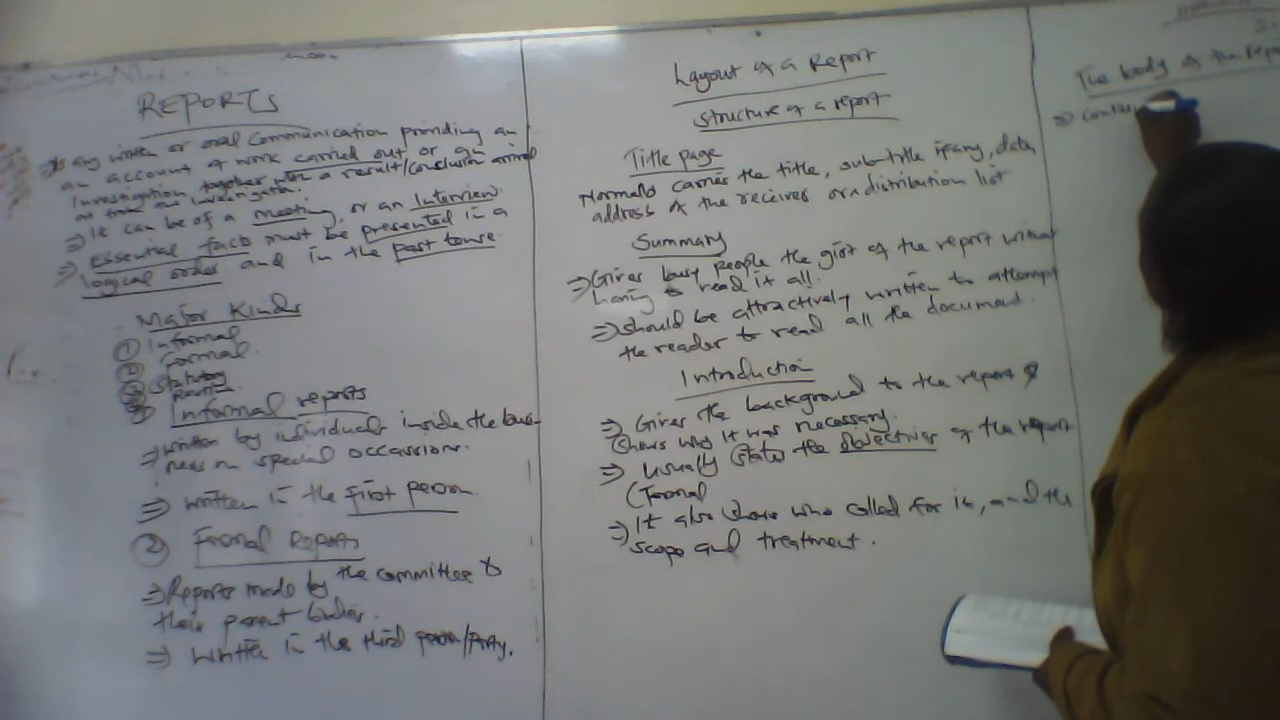 REPORTS
⇒ Is any written or oral communication providing an
an account of work carried out or an
Investigation together with a result/conclusion arrived
at from the investigation.
⇒ It can be of a meeting, or an Interview
⇒ Essential facts must be presented in a
logical order and in the past tense
Major Kinds
① Informal
② Formal
③ Statutory
④ Routine
Informal reports
⇒ written by individuals inside the busi-
ness on special occassions.
⇒ written in the first person
② Formal Reports
⇒ Reports made by the committee to
their parent bodies.
⇒ written in the third person/party.
Layout of a Report
Structure of a report
Title page
Normally carries the title, sub-title if any, date,
address of the receiver or a distribution list
Summary
⇒ Gives busy people the gist of the report without
having to read it all.
⇒ should be attractively written to attempt
the reader to read all the document.
Introduction
⇒ Gives the background to the report &
shows why it was necessary.
⇒ usually states the objectives of the report
(Formal
⇒ It also shows who called for it, and the
scope and treatment.
The body of the repo
⇒ contai